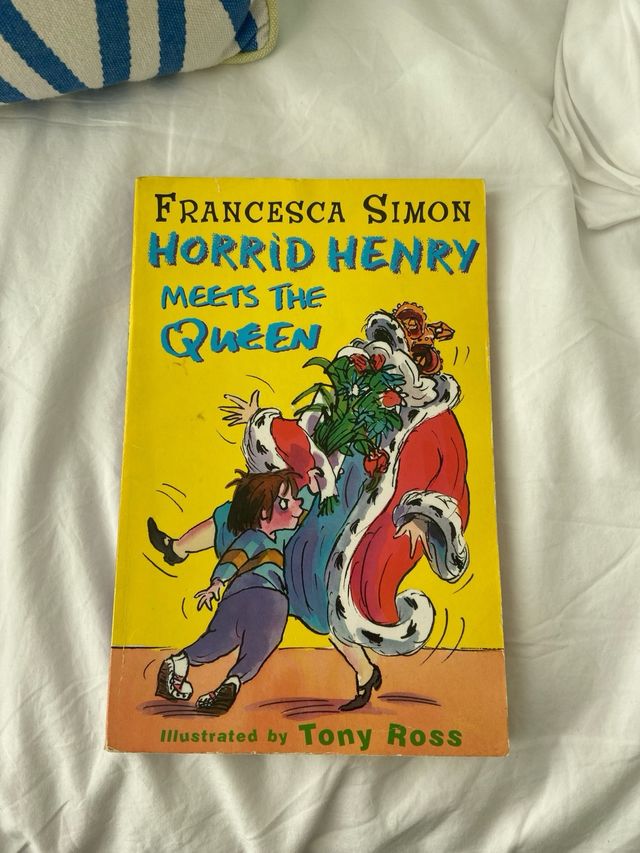 FRANCESCA SIMON
HORRID HENRY
MEETS THE
QUEEN
Illustrated by Tony Ross